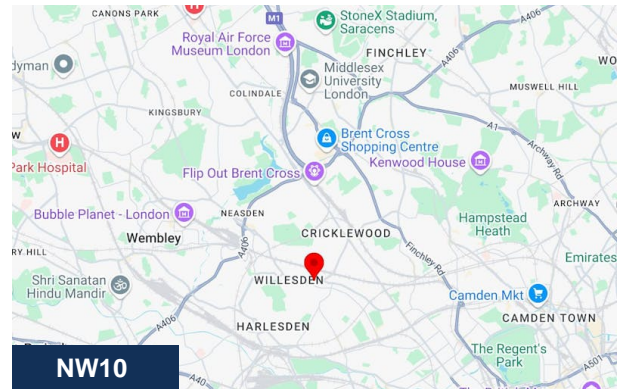 CANONS PARK
H
M1
StoneX Stadium,
Saracens
Royal Air Force
Museum London
FINCHLEY
Middlesex
University
London
A406
dyman
COLINDALE
MUSWELL HILL
KINGSBURY
A1
Brent Cross
Shopping Centre
Archway Rd
H
Park Hospital
Flip Out Brent Cross
Kenwood House
Bubble Planet - London
NEASDEN
ARCHWAY
Hampstead
Heath
Wembley
CRICKLEWOOD
A406
Finchley Rd
Emirates
WILLESDEN
Shri Sanatan
Hindu Mandir
Camden Mkt
HARLESDEN
CAMDEN TOWN
A406
The Regent's
Park
A501
NW10
A40